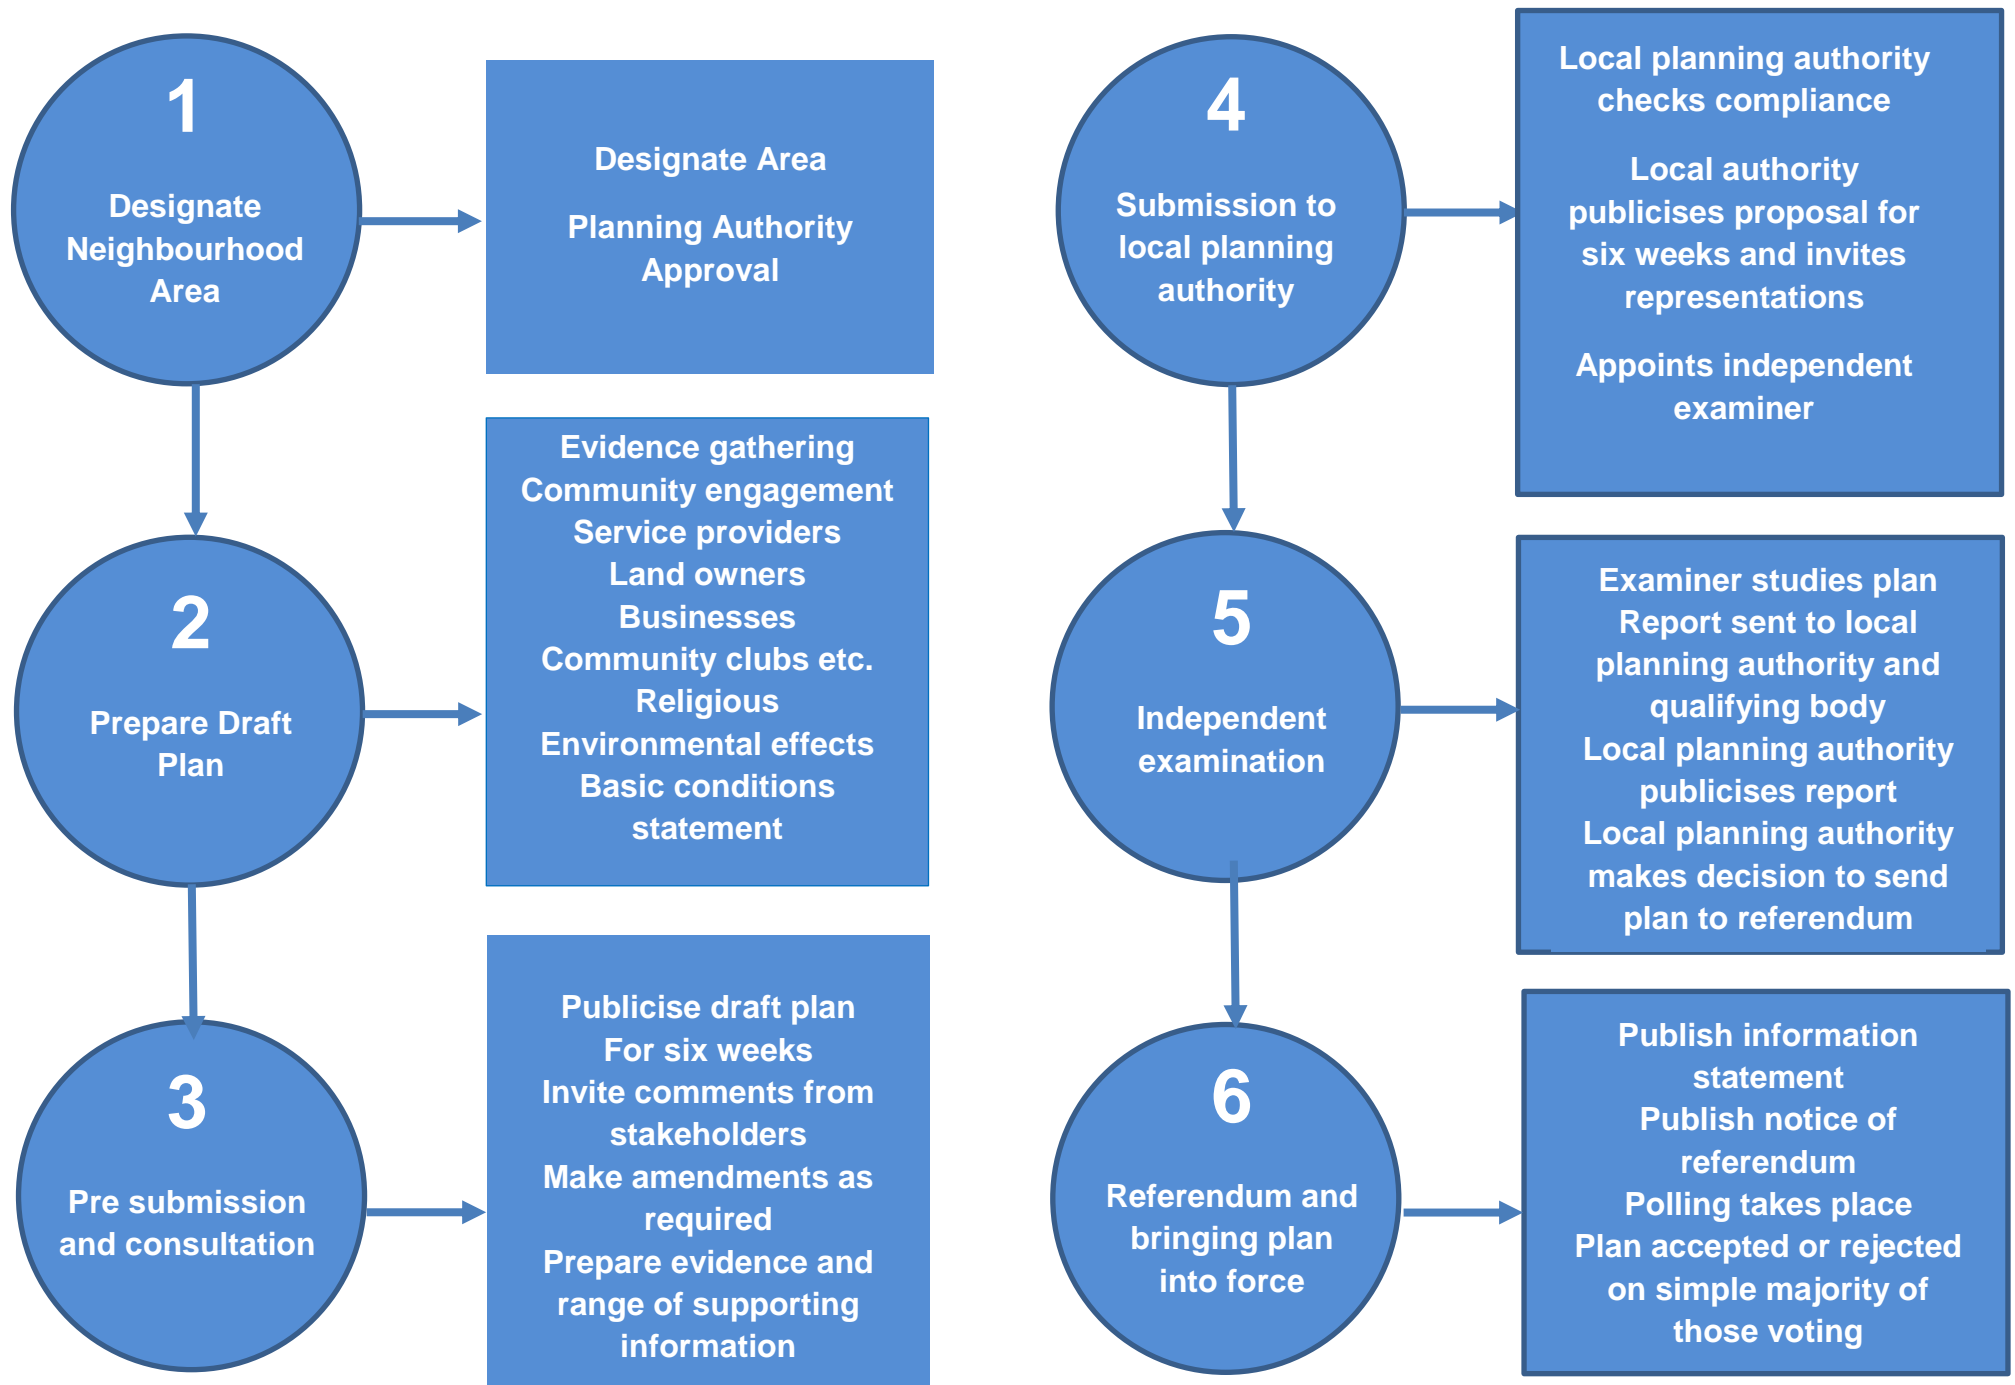 1
Designate
Neighbourhood
Area
Designate Area
Planning Authority
Approval
2
Prepare Draft
Plan
Evidence gathering
Community engagement
Service providers
Land owners
Businesses
Community clubs etc.
Religious
Environmental effects
Basic conditions
statement
3
Pre submission
and consultation
Publicise draft plan
For six weeks
Invite comments from
stakeholders
Make amendments as
required
Prepare evidence and
range of supporting
information
4
Submission to
local planning
authority
Local planning authority
checks compliance
Local authority
publicises proposal for
six weeks and invites
representations
Appoints independent
examiner
5
Independent
examination
Examiner studies plan
Report sent to local
planning authority and
qualifying body
Local planning authority
publicises report
Local planning authority
makes decision to send
plan to referendum
6
Referendum and
bringing plan
into force
Publish information
statement
Publish notice of
referendum
Polling takes place
Plan accepted or rejected
on simple majority of
those voting